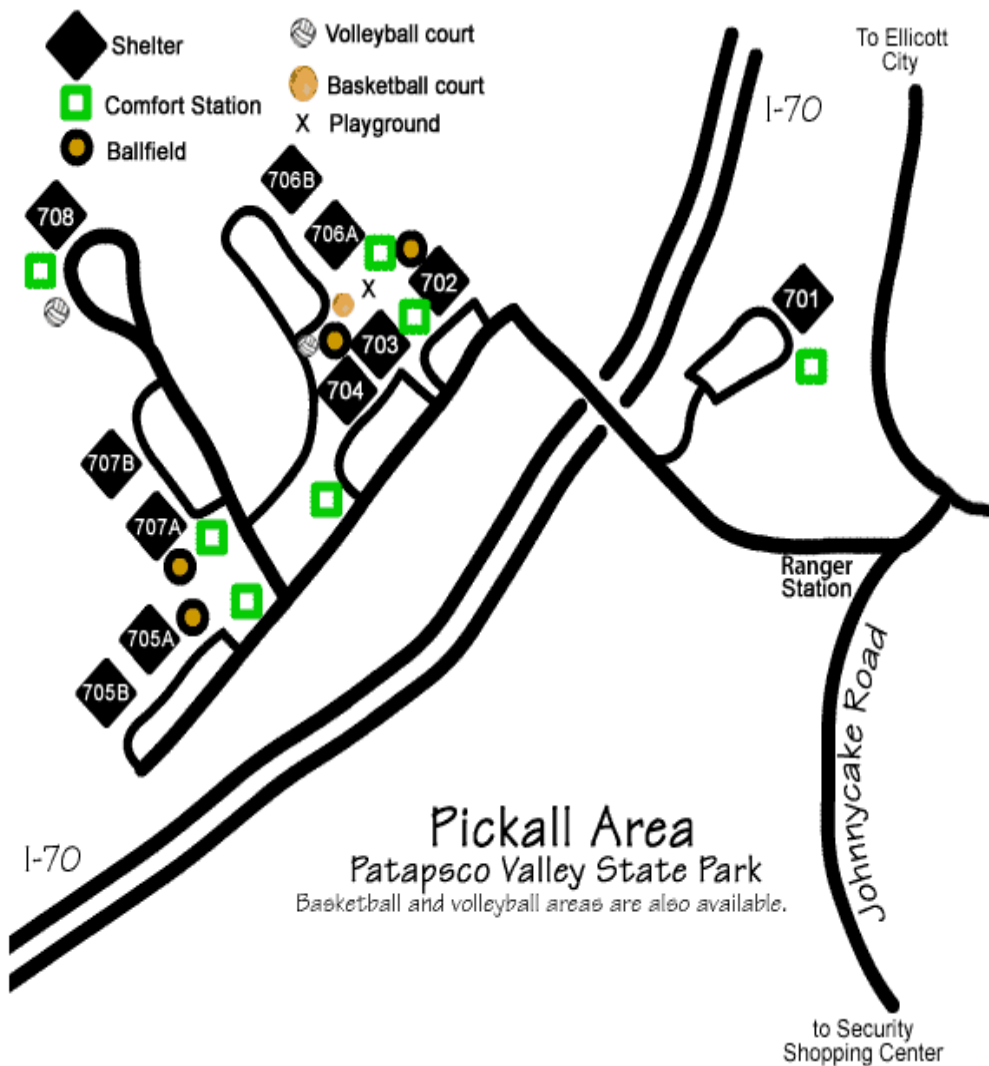 Shelter
Comfort Station
Ballfield
Volleyball court
Basketball court
X Playground
To Ellicott
City
I-70
706B
708
706A
702
X
701
703
704
707B
707A
705A
705B
Ranger
Station
Johnnycake Road
I-70
Pickall Area
Patapsco Valley State Park
Basketball and volleyball areas are also available.
to Security
Shopping Center